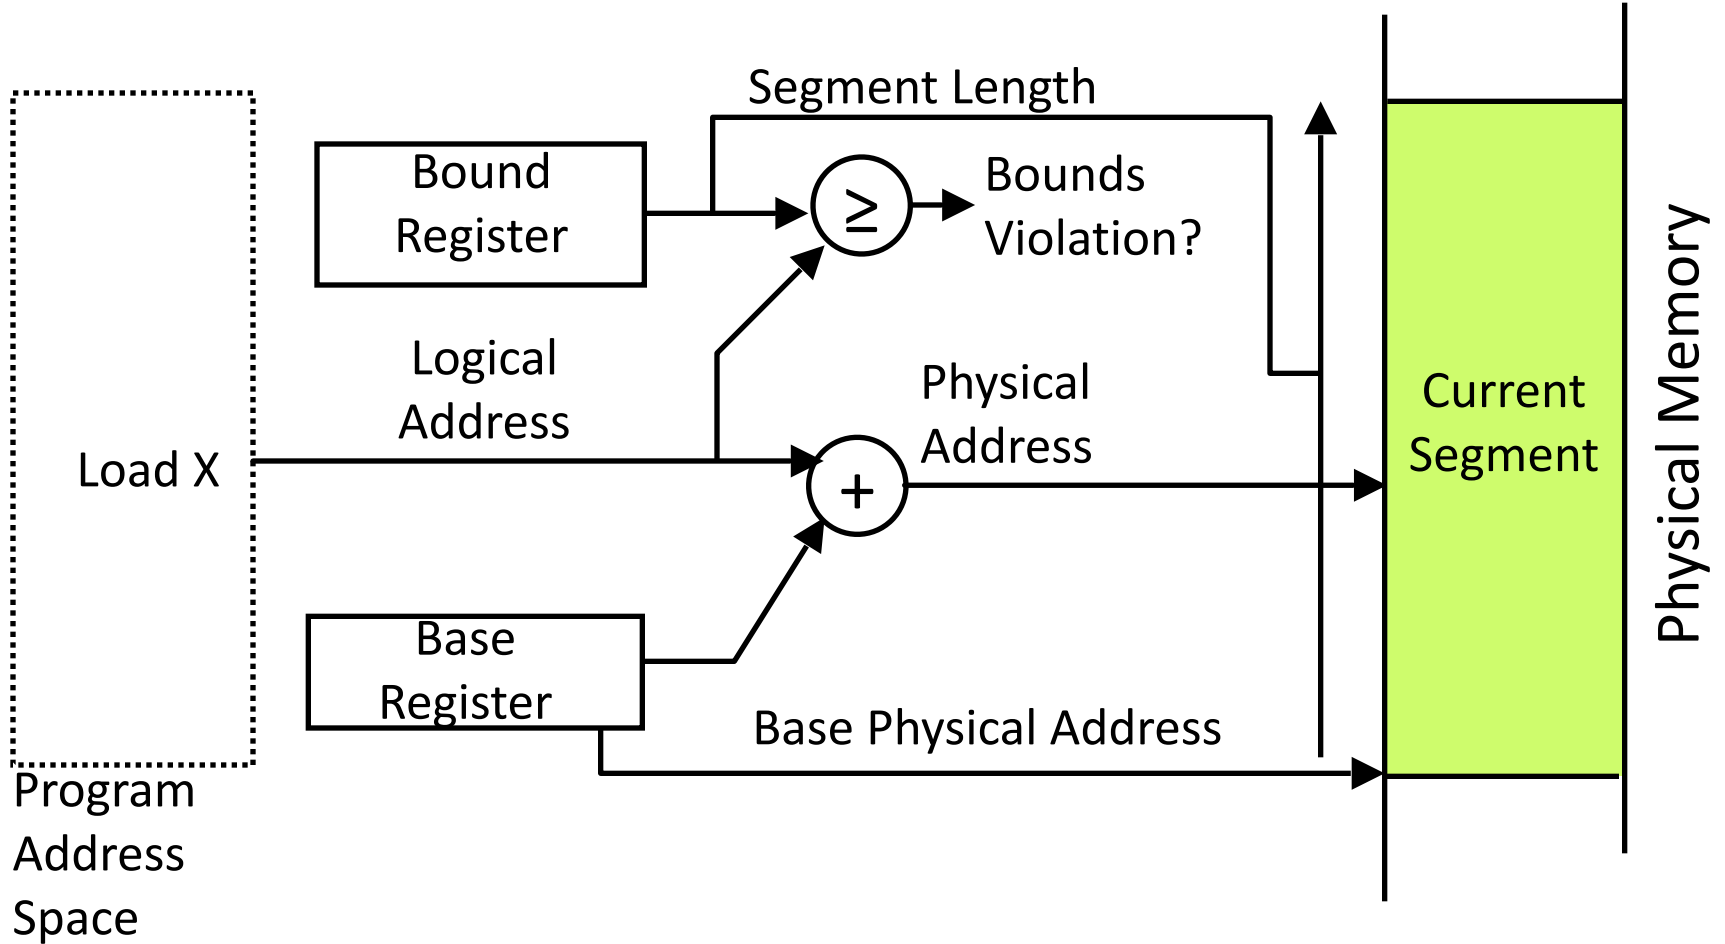 Segment Length
Bound
Register
≥
Bounds
Violation?
Logical
Address
Load X
+
Physical
Address
Current
Segment
Physical Memory
Base
Register
Base Physical Address
Program
Address
Space